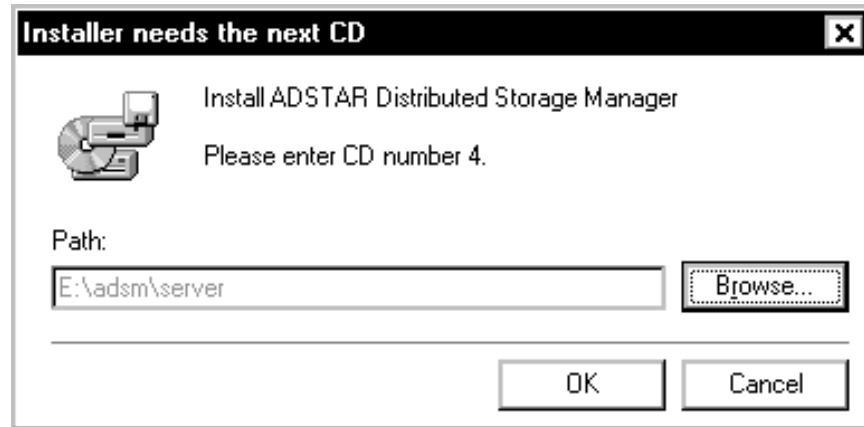 Installer needs the next CD
Install ADSTAR Distributed Storage Manager
Please enter CD number 4.
Path:
E:\adsm\server
Browse...
OK
Cancel